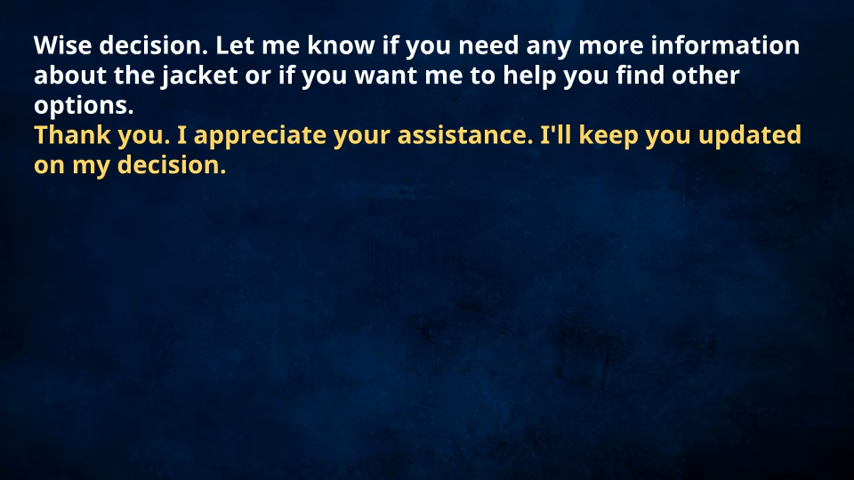 Wise decision. Let me know if you need any more information
about the jacket or if you want me to help you find other
options.
Thank you. I appreciate your assistance. I'll keep you updated
on my decision.